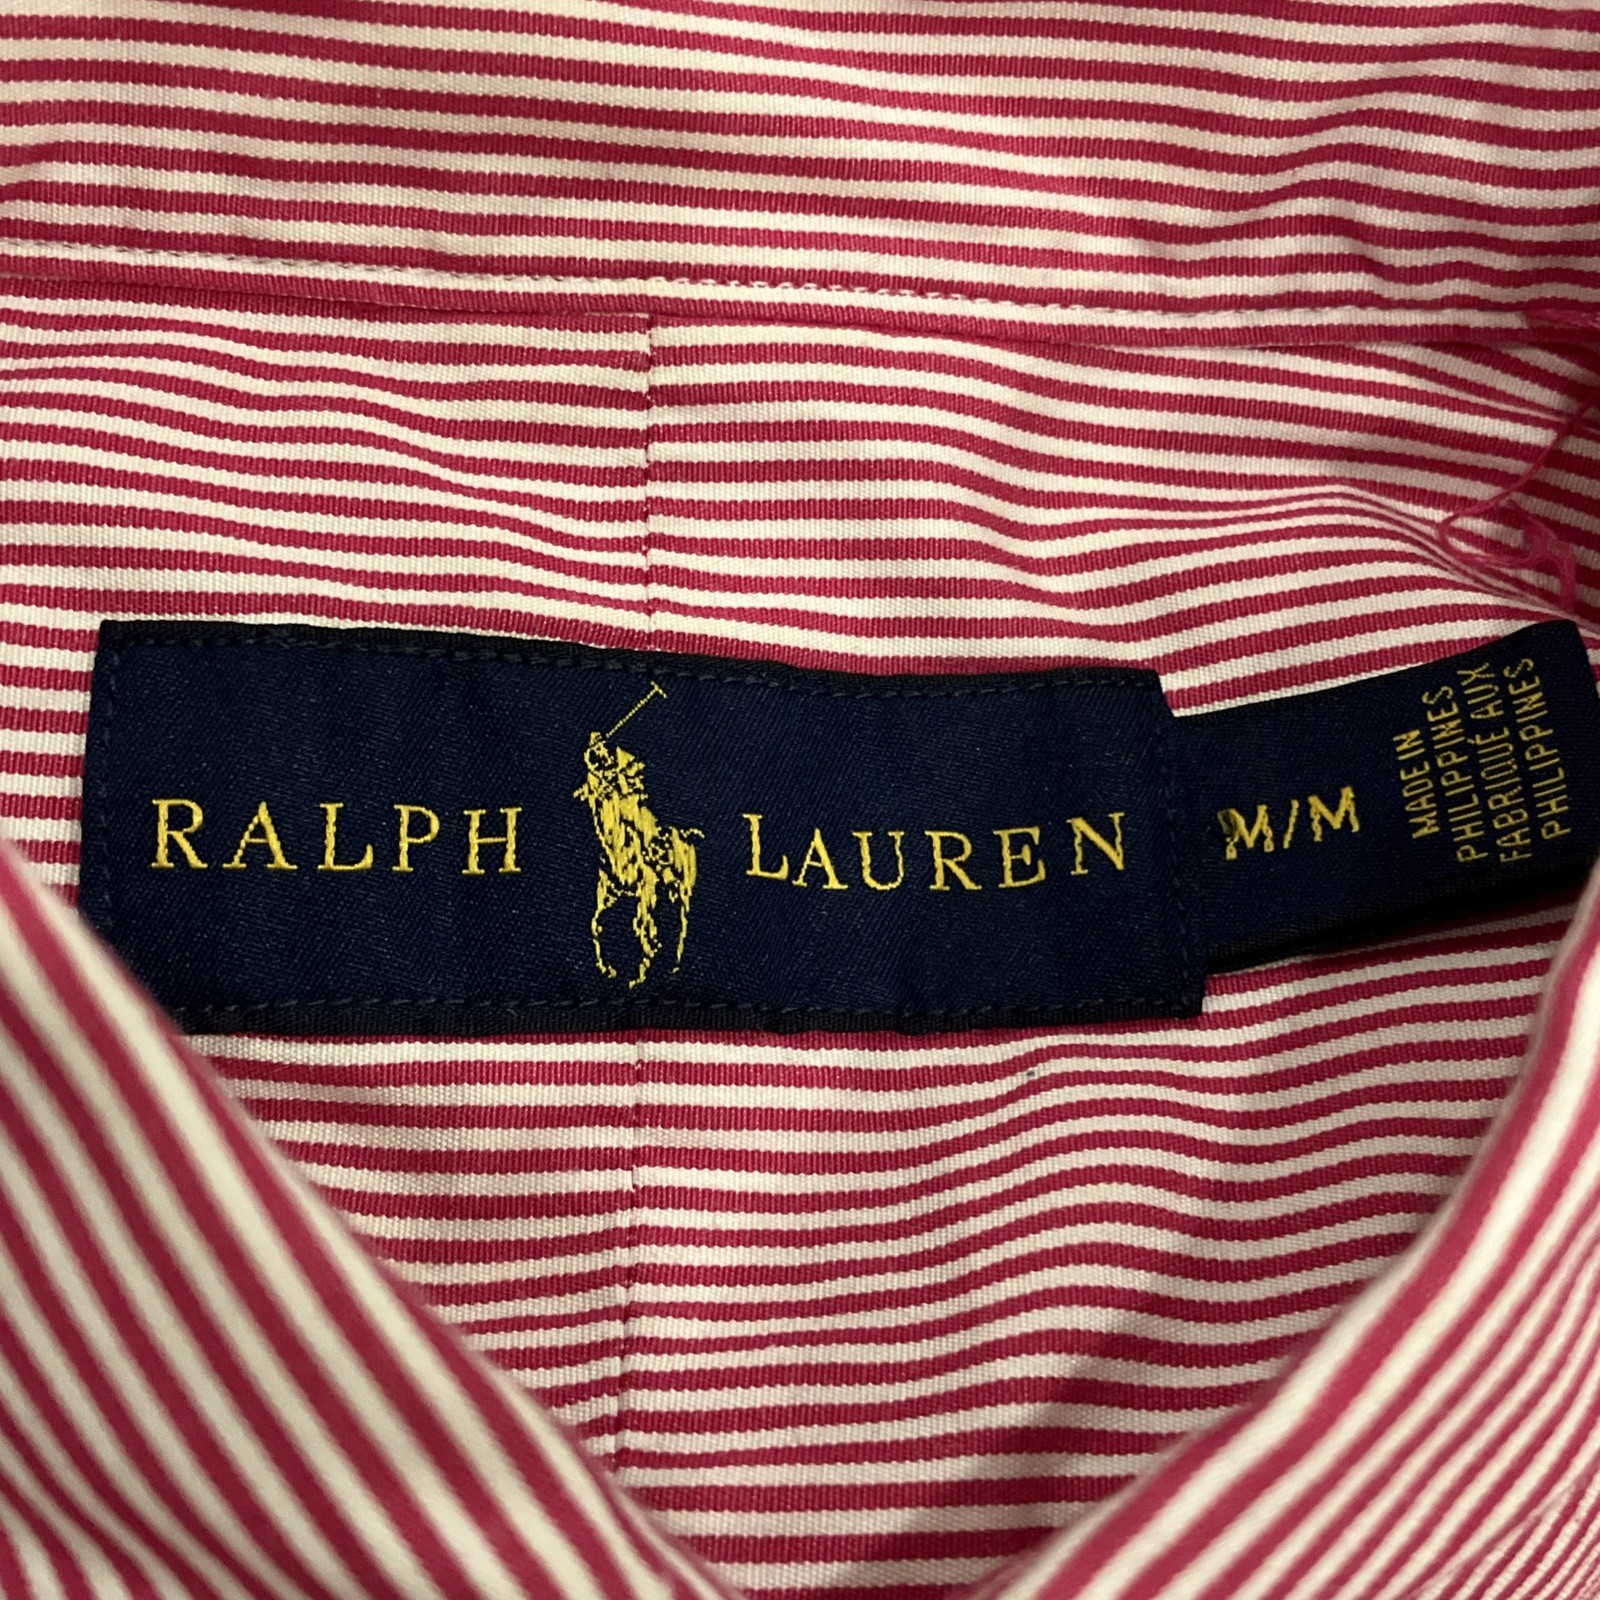 RALPH LAUREN
M/M
MADE IN
PHILIPPINES
FABRIQUÉ AUX
PHILIPPINES